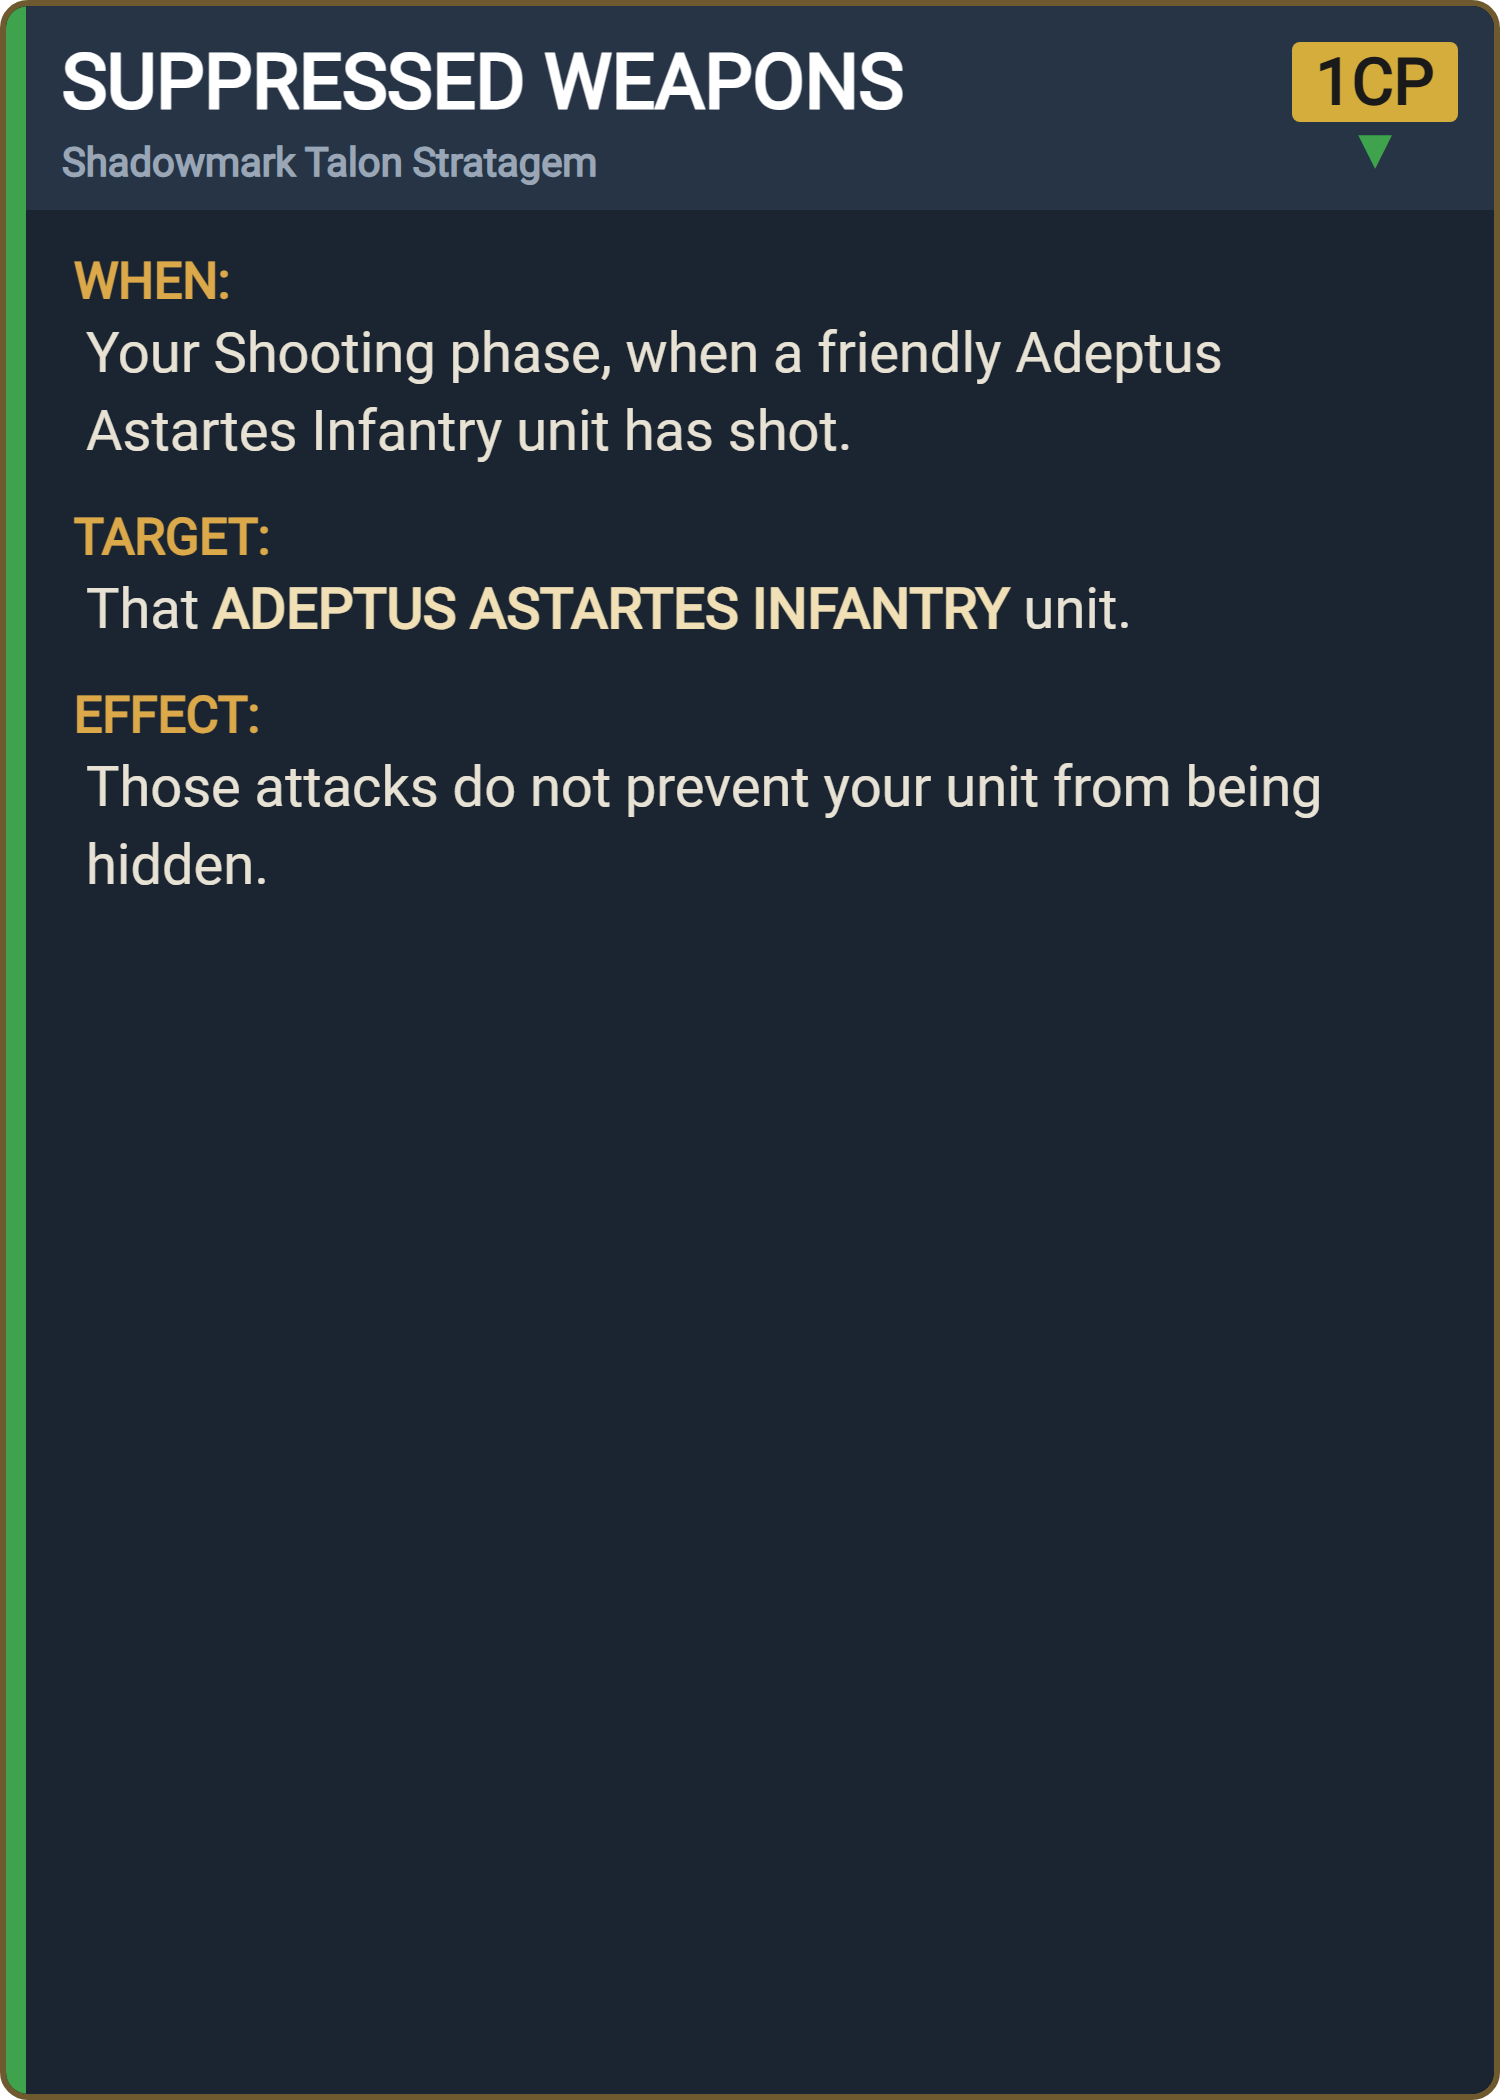 SUPPRESSED WEAPONS
1CP
Shadowmark Talon Stratagem
WHEN:
Your Shooting phase, when a friendly Adeptus
Astartes Infantry unit has shot.
TARGET:
That ADEPTUS ASTARTES INFANTRY unit.
EFFECT:
Those attacks do not prevent your unit from being
hidden.